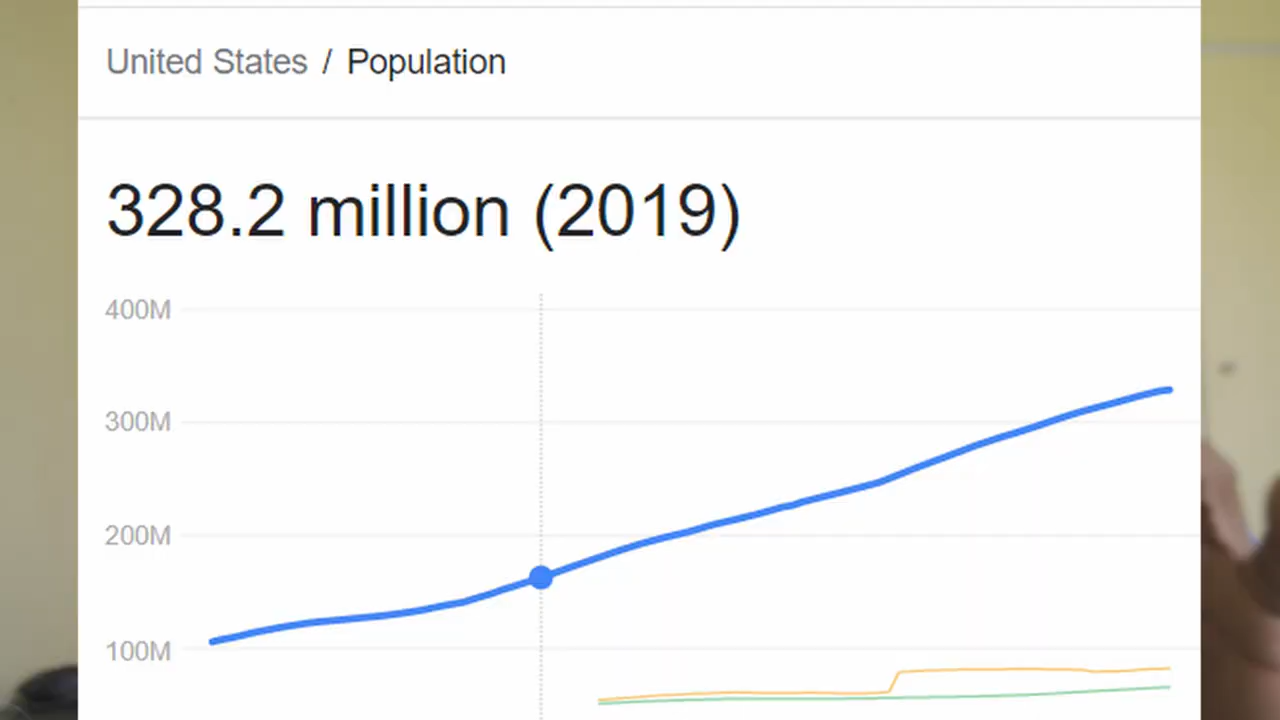 United States / Population
328.2 million (2019)
400M
300M
200M
100M